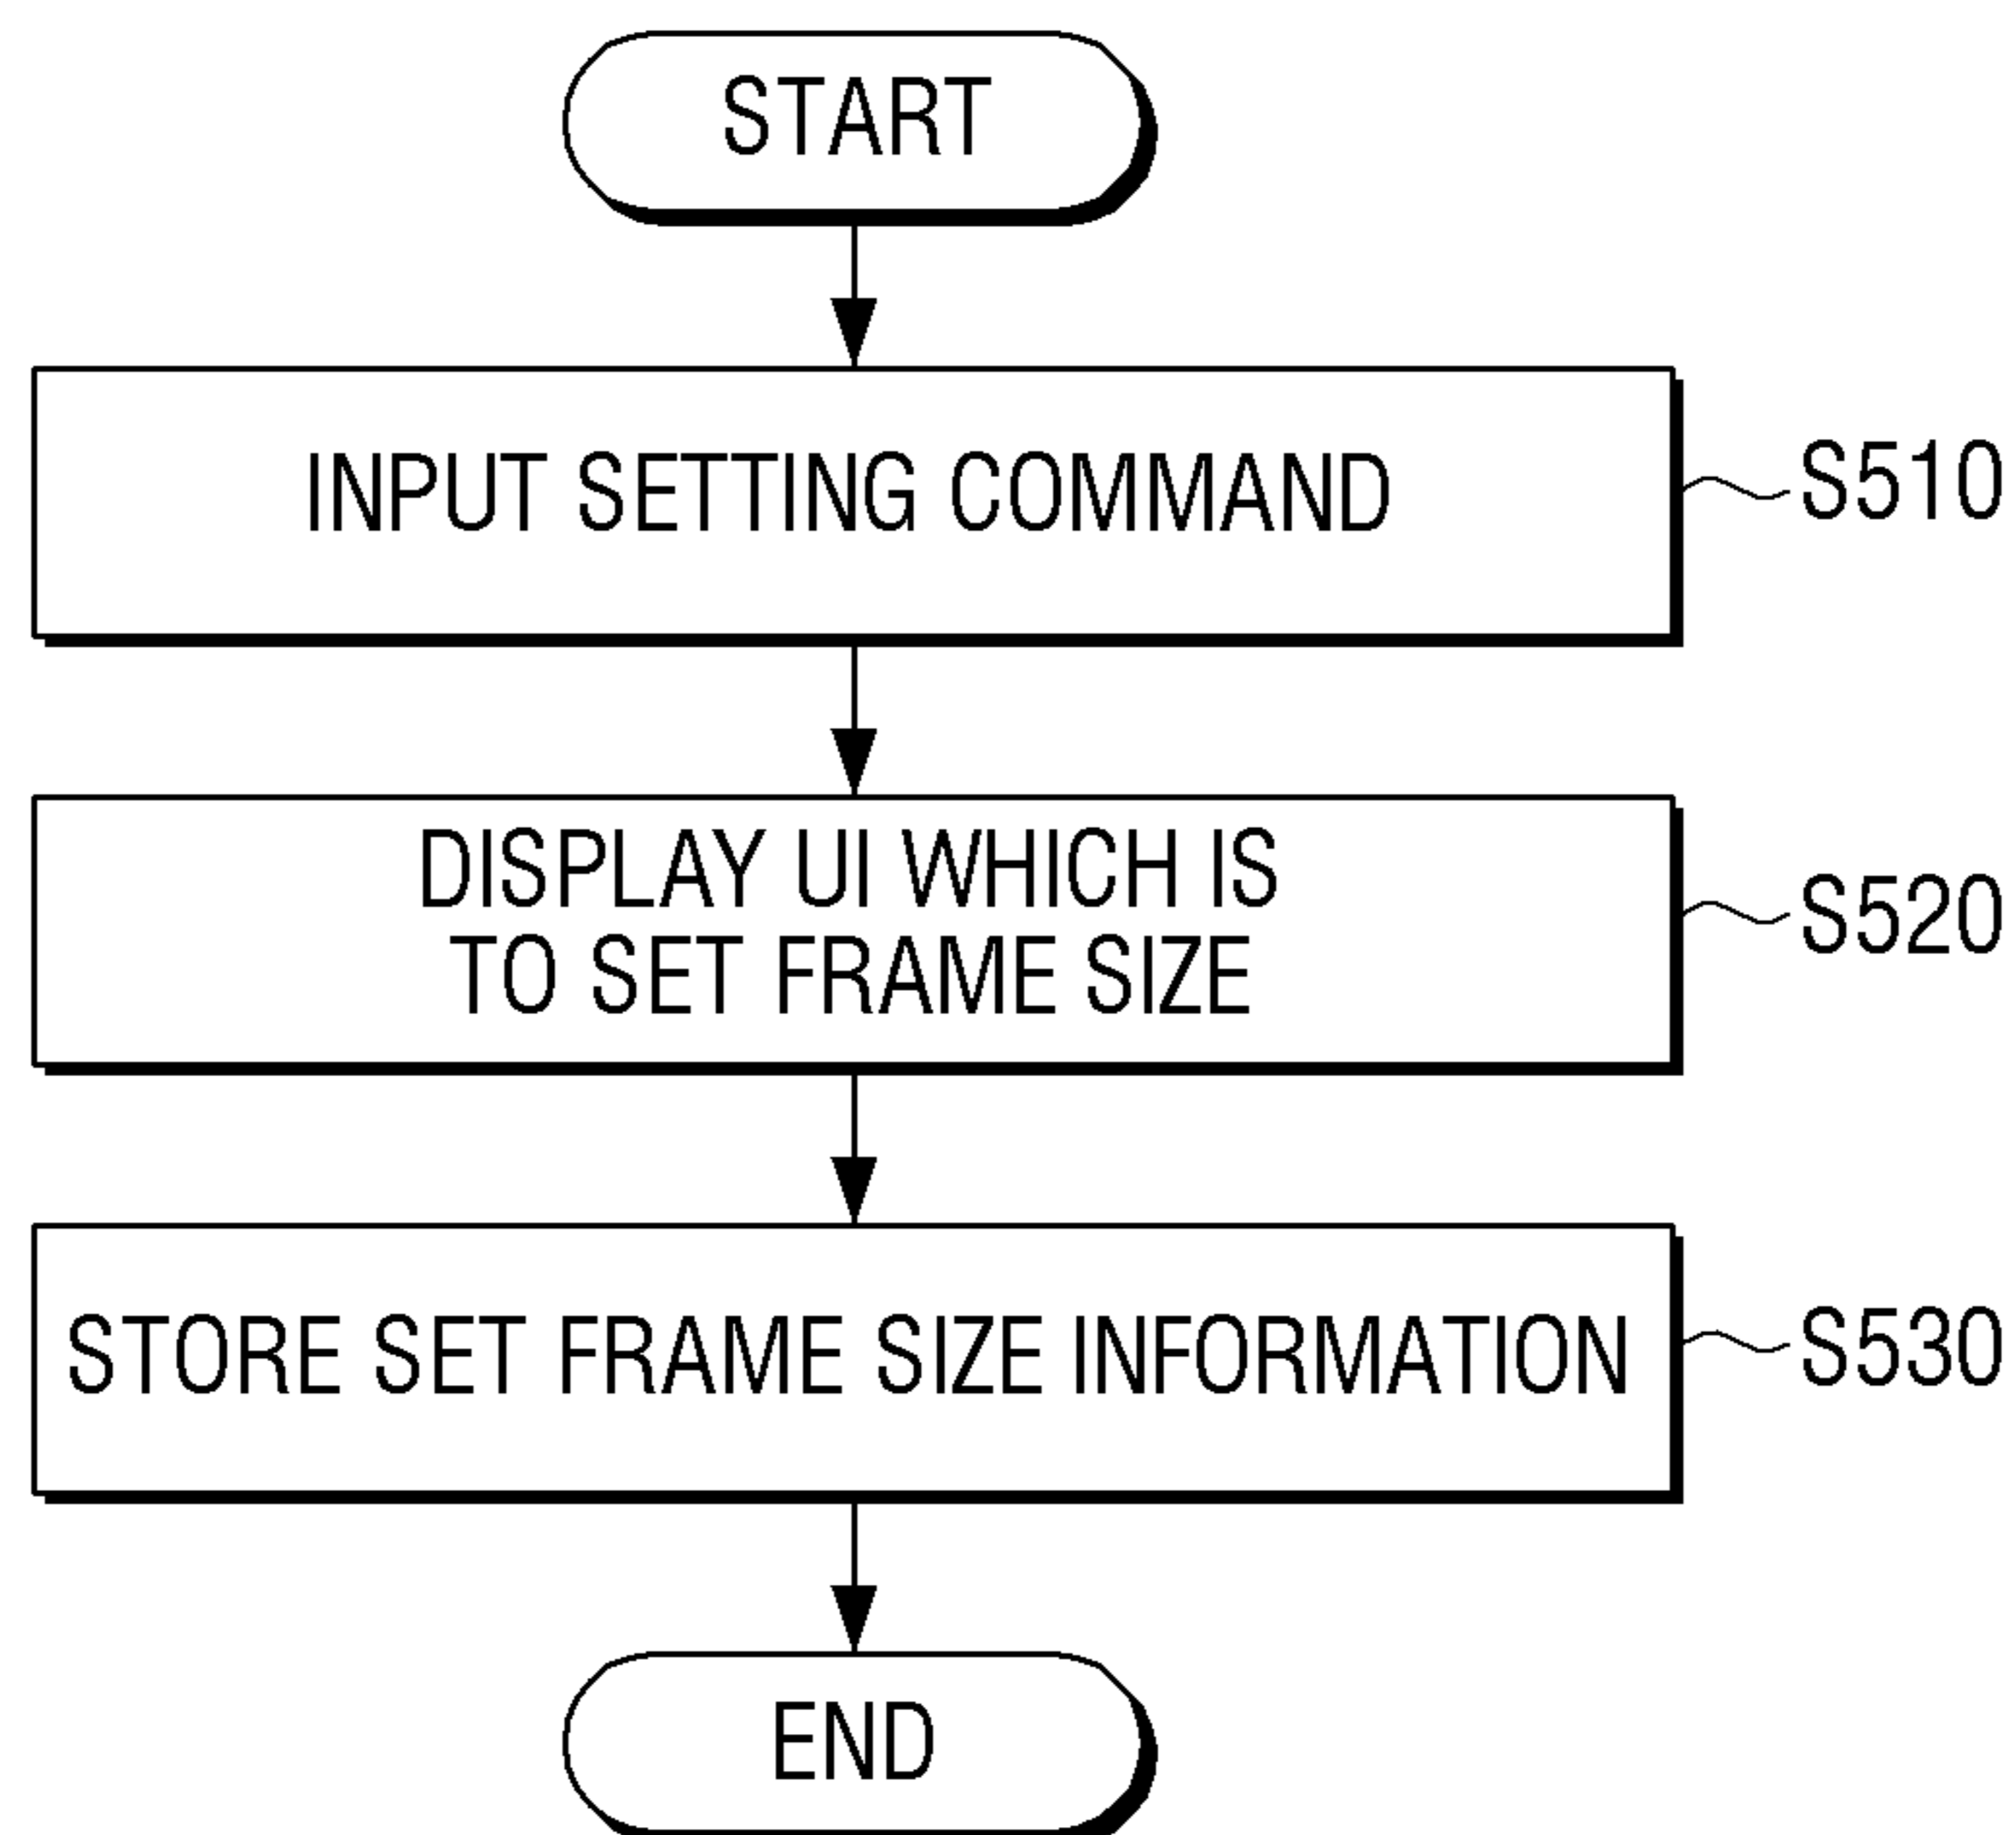 START
INPUT SETTING COMMAND
S510
DISPLAY UI WHICH IS
TO SET FRAME SIZE
S520
STORE SET FRAME SIZE INFORMATION
S530
END